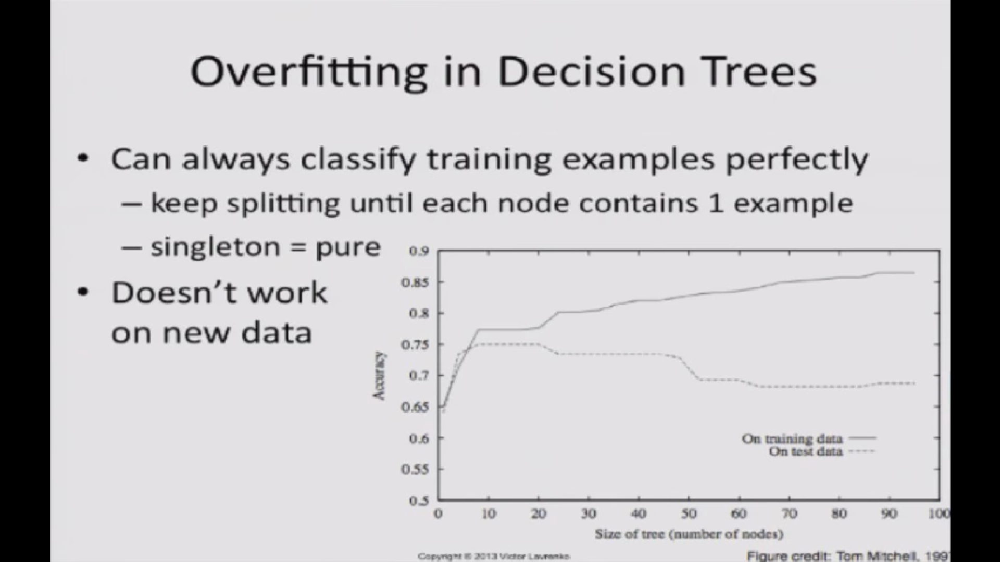 Overfitting in Decision Trees
• Can always classify training examples perfectly
– keep splitting until each node contains 1 example
– singleton = pure
• Doesn't work
on new data
0.9
0.85
0.8
0.75
0.7
0.65
0.6
0.55
0.5
Accuracy
On training data
On test data
0 10 20 30 40 50 60 70 80 90 100
Size of tree (number of nodes)
Copyright © 2013 Victor Lavrenko
Figure credit: Tom Mitchell, 199